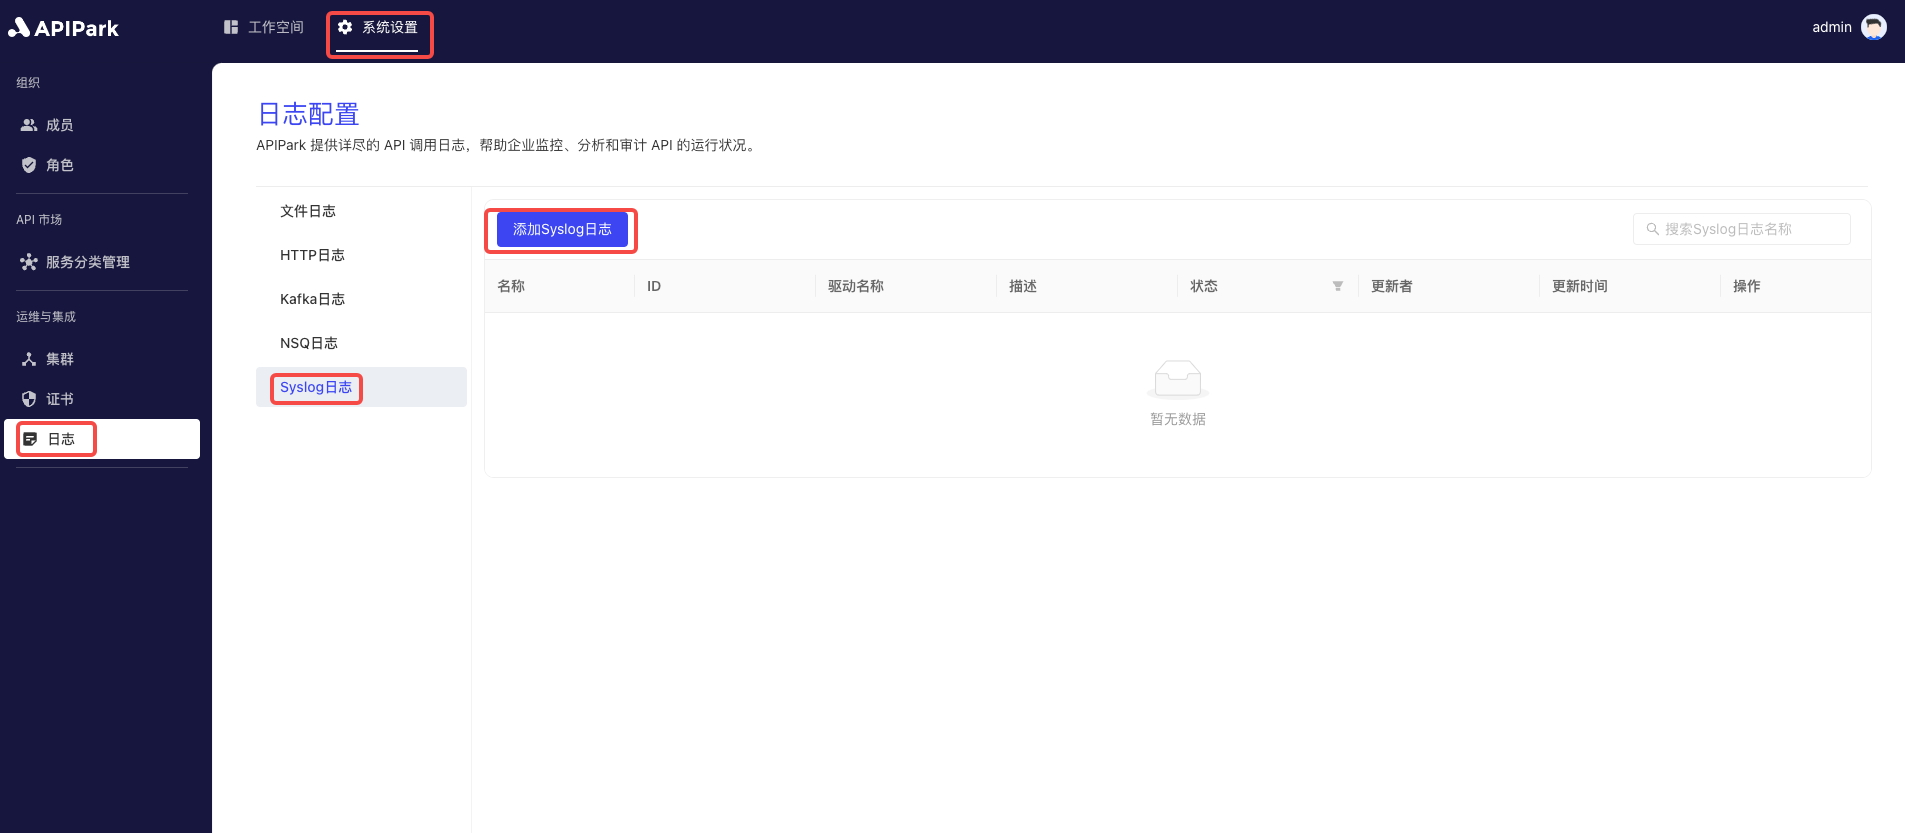 APIPark
工作空间
系统设置
admin
组织
成员
角色
API 市场
服务分类管理
运维与集成
集群
证书
日志
日志配置
APIPark 提供详尽的 API 调用日志，帮助企业监控、分析和审计 API 的运行状况。
文件日志
HTTP日志
Kafka日志
NSQ日志
Syslog日志
添加Syslog日志
搜索Syslog日志名称
名称 ID 驱动名称 描述 状态 更新者 更新时间 操作
暂无数据